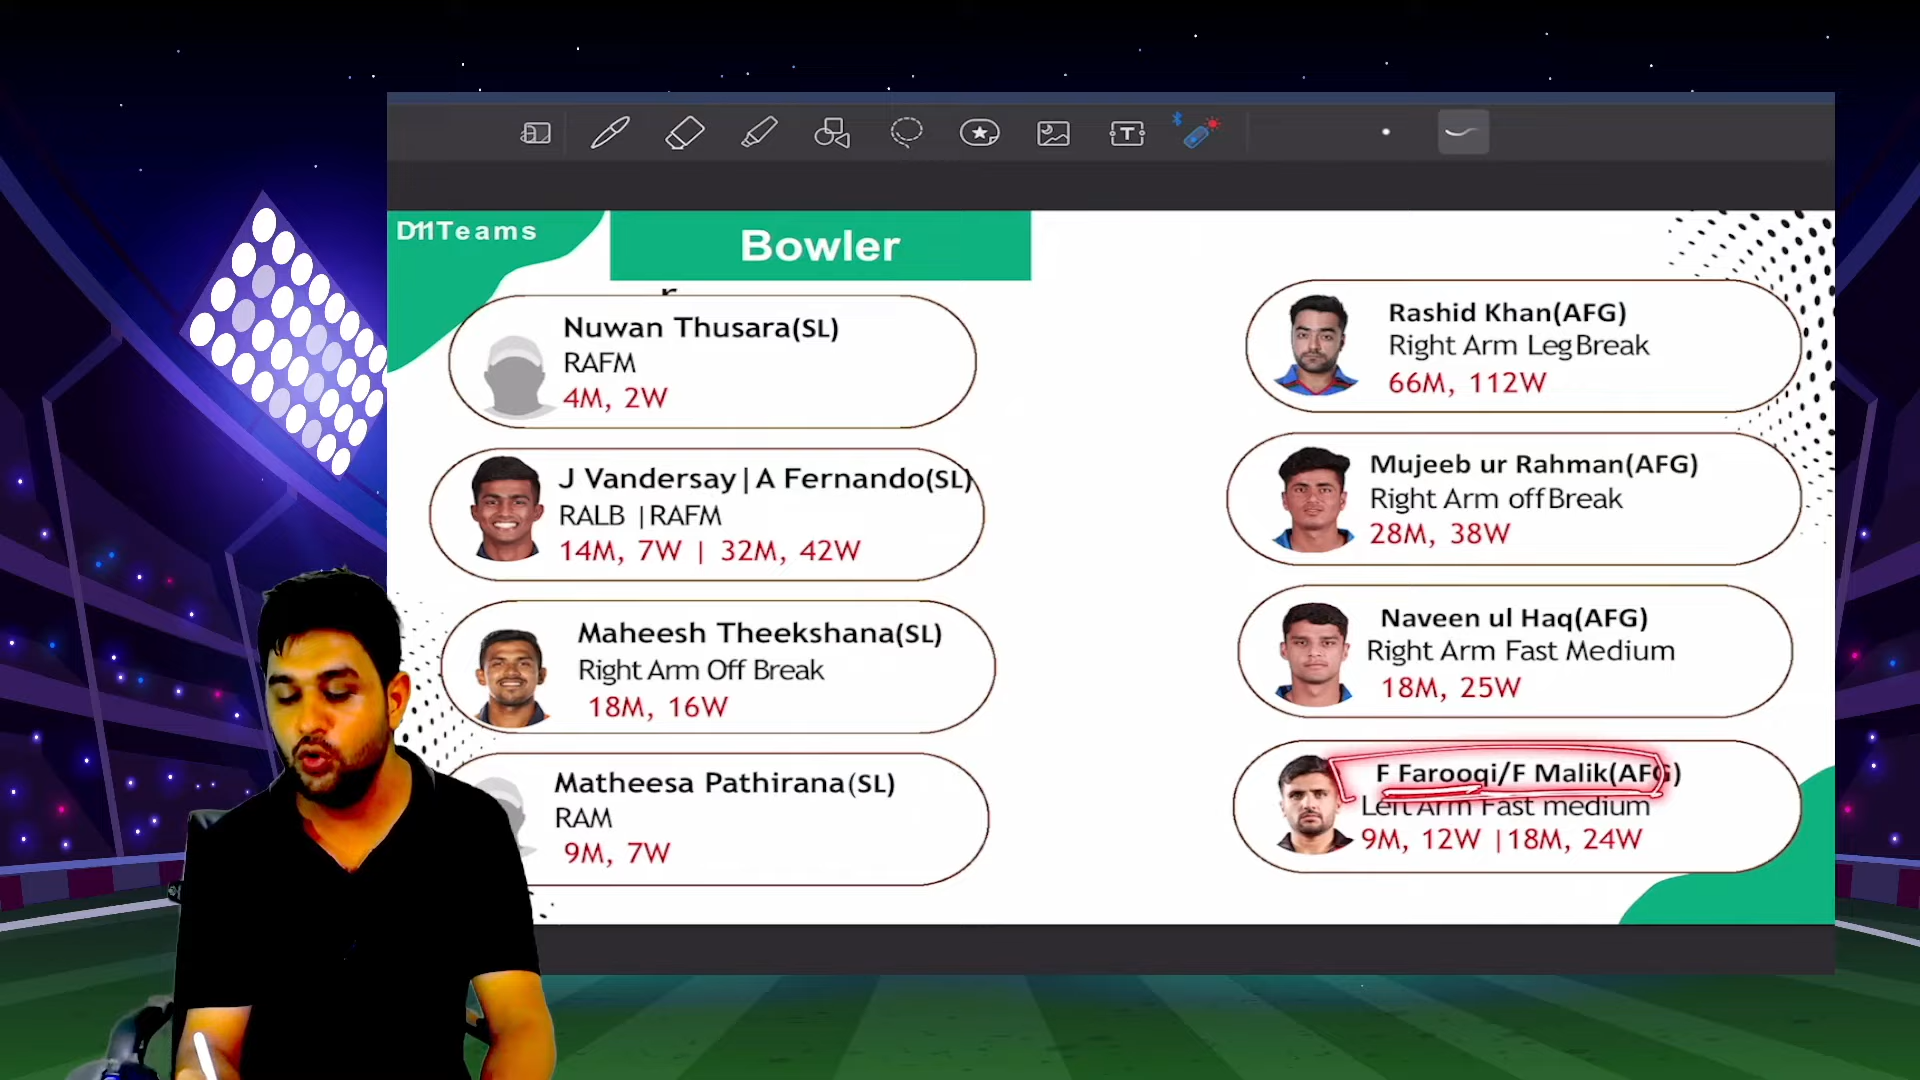 D11Teams
Bowler
Nuwan Thusara(SL)
RAFM
4M, 2W
J Vandersay|A Fernando(SL)
RALB |RAFM
14M, 7W | 32M, 42W
Maheesh Theekshana(SL)
Right Arm Off Break
18M, 16W
Matheesa Pathirana(SL)
RAM
9M, 7W
Rashid Khan(AFG)
Right Arm Leg Break
66M, 112W
Mujeeb ur Rahman(AFG)
Right Arm off Break
28M, 38W
Naveen ul Haq(AFG)
Right Arm Fast Medium
18M, 25W
F Farooqi/F Malik(AFG)
Left Arm Fast medium
9M, 12W |18M, 24W